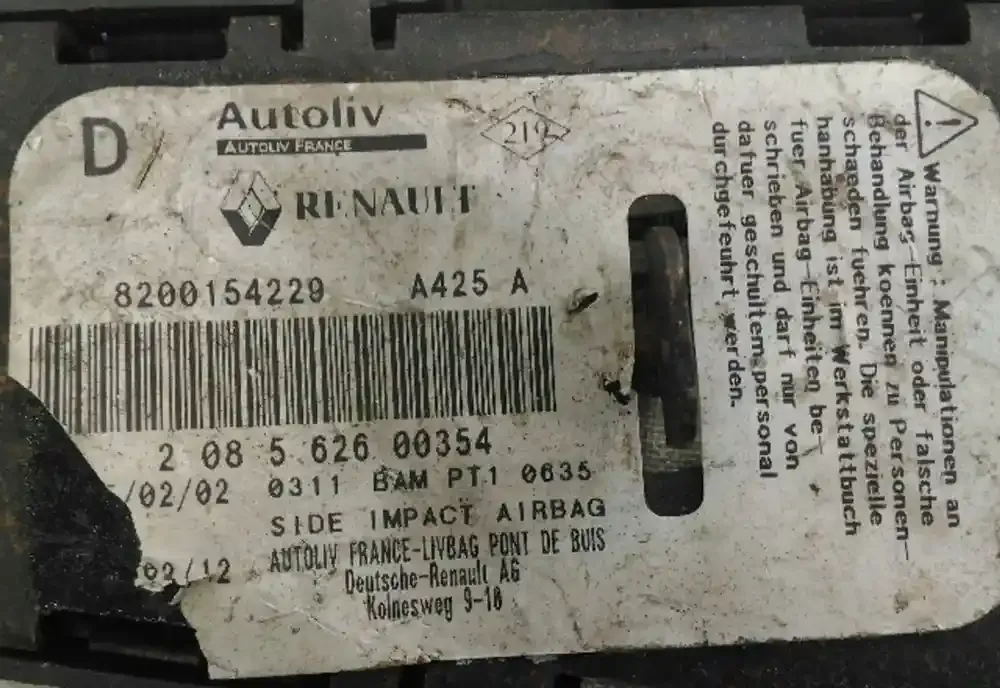 D
Autoliv
AUTOLIV FRANCE
219
RENAULT
8200154229 A425 A
2 08 5 626 00354
/02/02 0311 BAM PT1 0635
SIDE IMPACT AIRBAG
AUTOLIV FRANCE-LIVBAG PONT DE BUIS
/12
Deutsche-Renault AG
Kolnesweg 9-10
Warnung : Manipulationen an
der Airbag-Einheit oder falsche
Behandlung koennen zu Personen-
schaeden fuehren. Die spezielle
hanhabung ist im Werkstattbuch
fuer Airbag-Einheiten be-
schrieben und darf nur von
dafuer geschultem personal
durchgefeuhrt werden.